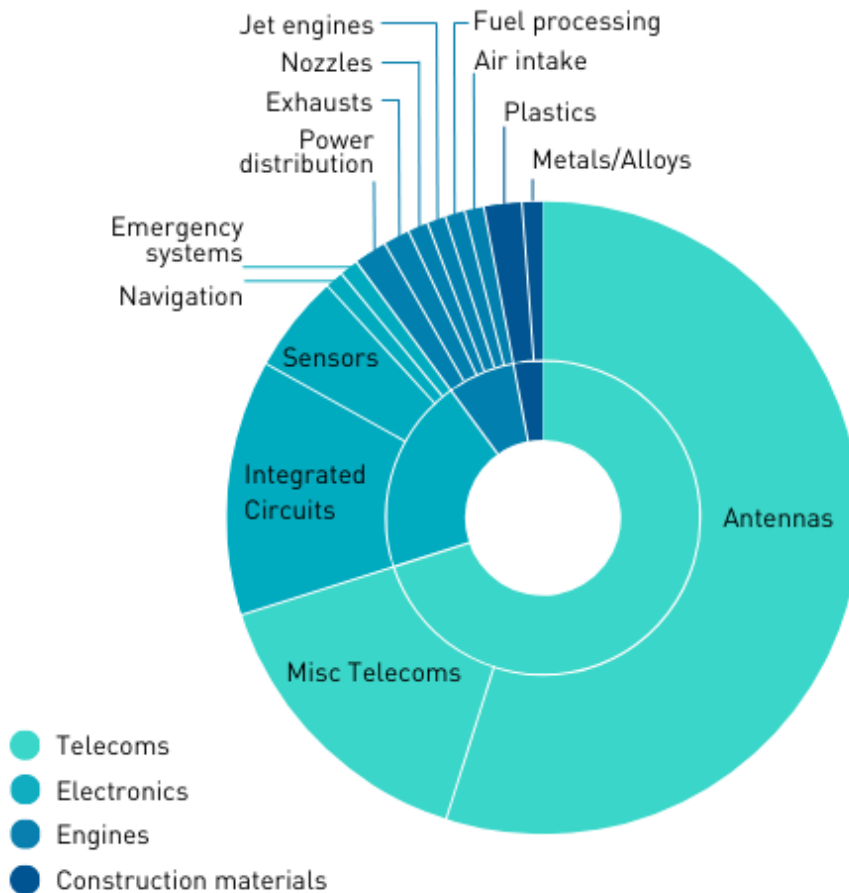 Jet engines
Fuel processing
Nozzles
Air intake
Exhausts
Plastics
Power
distribution
Metals/Alloys
Emergency
systems
Navigation
Sensors
Integrated
Circuits
Antennas
Misc Telecoms
Telecoms
Electronics
Engines
Construction materials